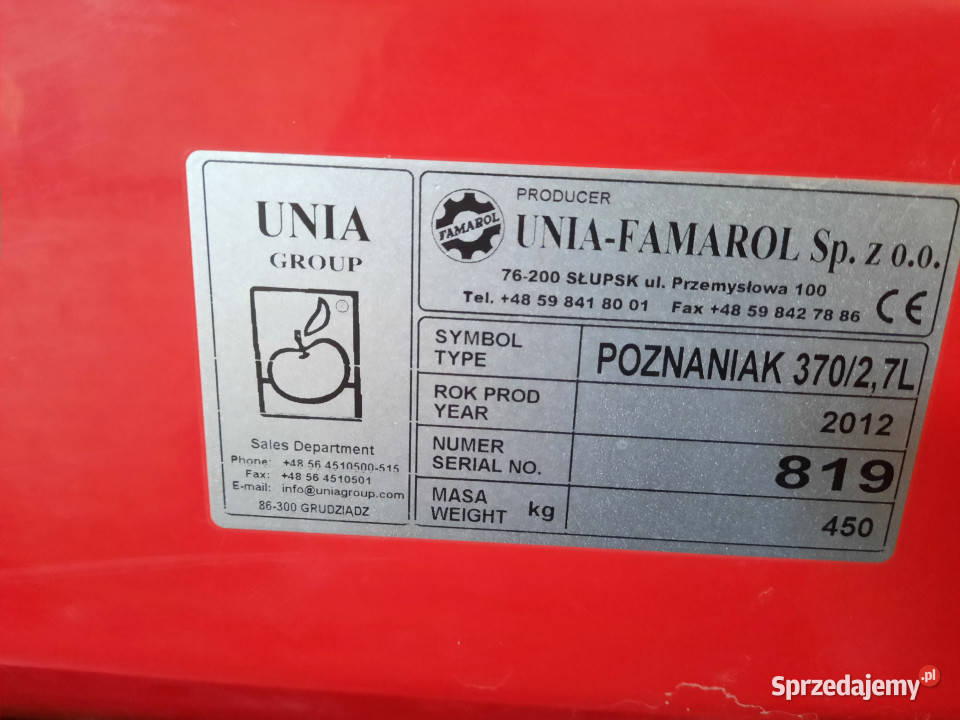 UNIA
GROUP
Sales Department
Phone: +48 56 4510500-515
Fax: +48 56 4510501
E-mail: info@uniagroup.com
86-300 GRUDZIĄDZ
FAMAROL
PRODUCER
UNIA-FAMAROL Sp. z o.o.
76-200 SŁUPSK ul. Przemysłowa 100
Tel. +48 59 841 80 01 Fax +48 59 842 78 86
CE
SYMBOL
TYPE
POZNANIAK 370/2,7L
ROK PROD
YEAR
2012
NUMER
SERIAL NO.
819
MASA
WEIGHT kg
450
Sprzedajemy.pl